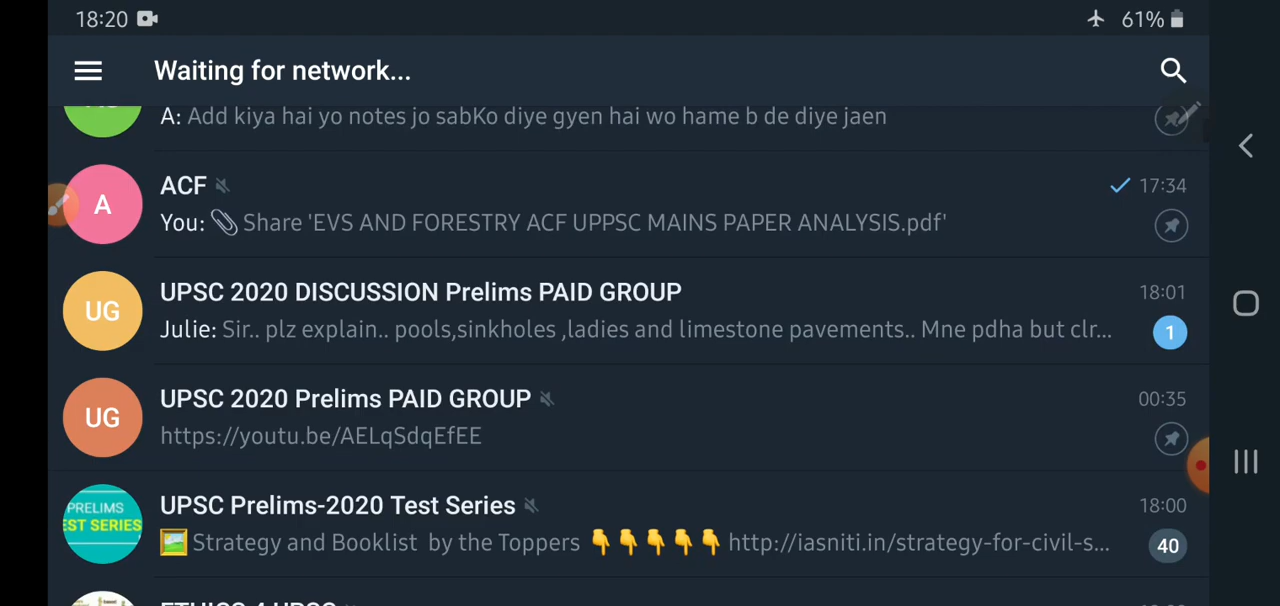 18:20
61%
Waiting for network...
A: Add kiya hai yo notes jo sabKo diye gyen hai wo hame b de diye jaen
A
ACF
17:34
You: 📎 Share 'EVS AND FORESTRY ACF UPPSC MAINS PAPER ANALYSIS.pdf'
UG
UPSC 2020 DISCUSSION Prelims PAID GROUP
18:01
Julie: Sir.. plz explain.. pools,sinkholes ,ladies and limestone pavements.. Mne pdha but clr...
1
UG
UPSC 2020 Prelims PAID GROUP
00:35
https://youtu.be/AELqSdqEfEE
PRELIMS
EST SERIES
UPSC Prelims-2020 Test Series
18:00
🖼️ Strategy and Booklist by the Toppers 👇👇👇👇👇 http://iasniti.in/strategy-for-civil-s...
40
ETHICS 4 UPSC